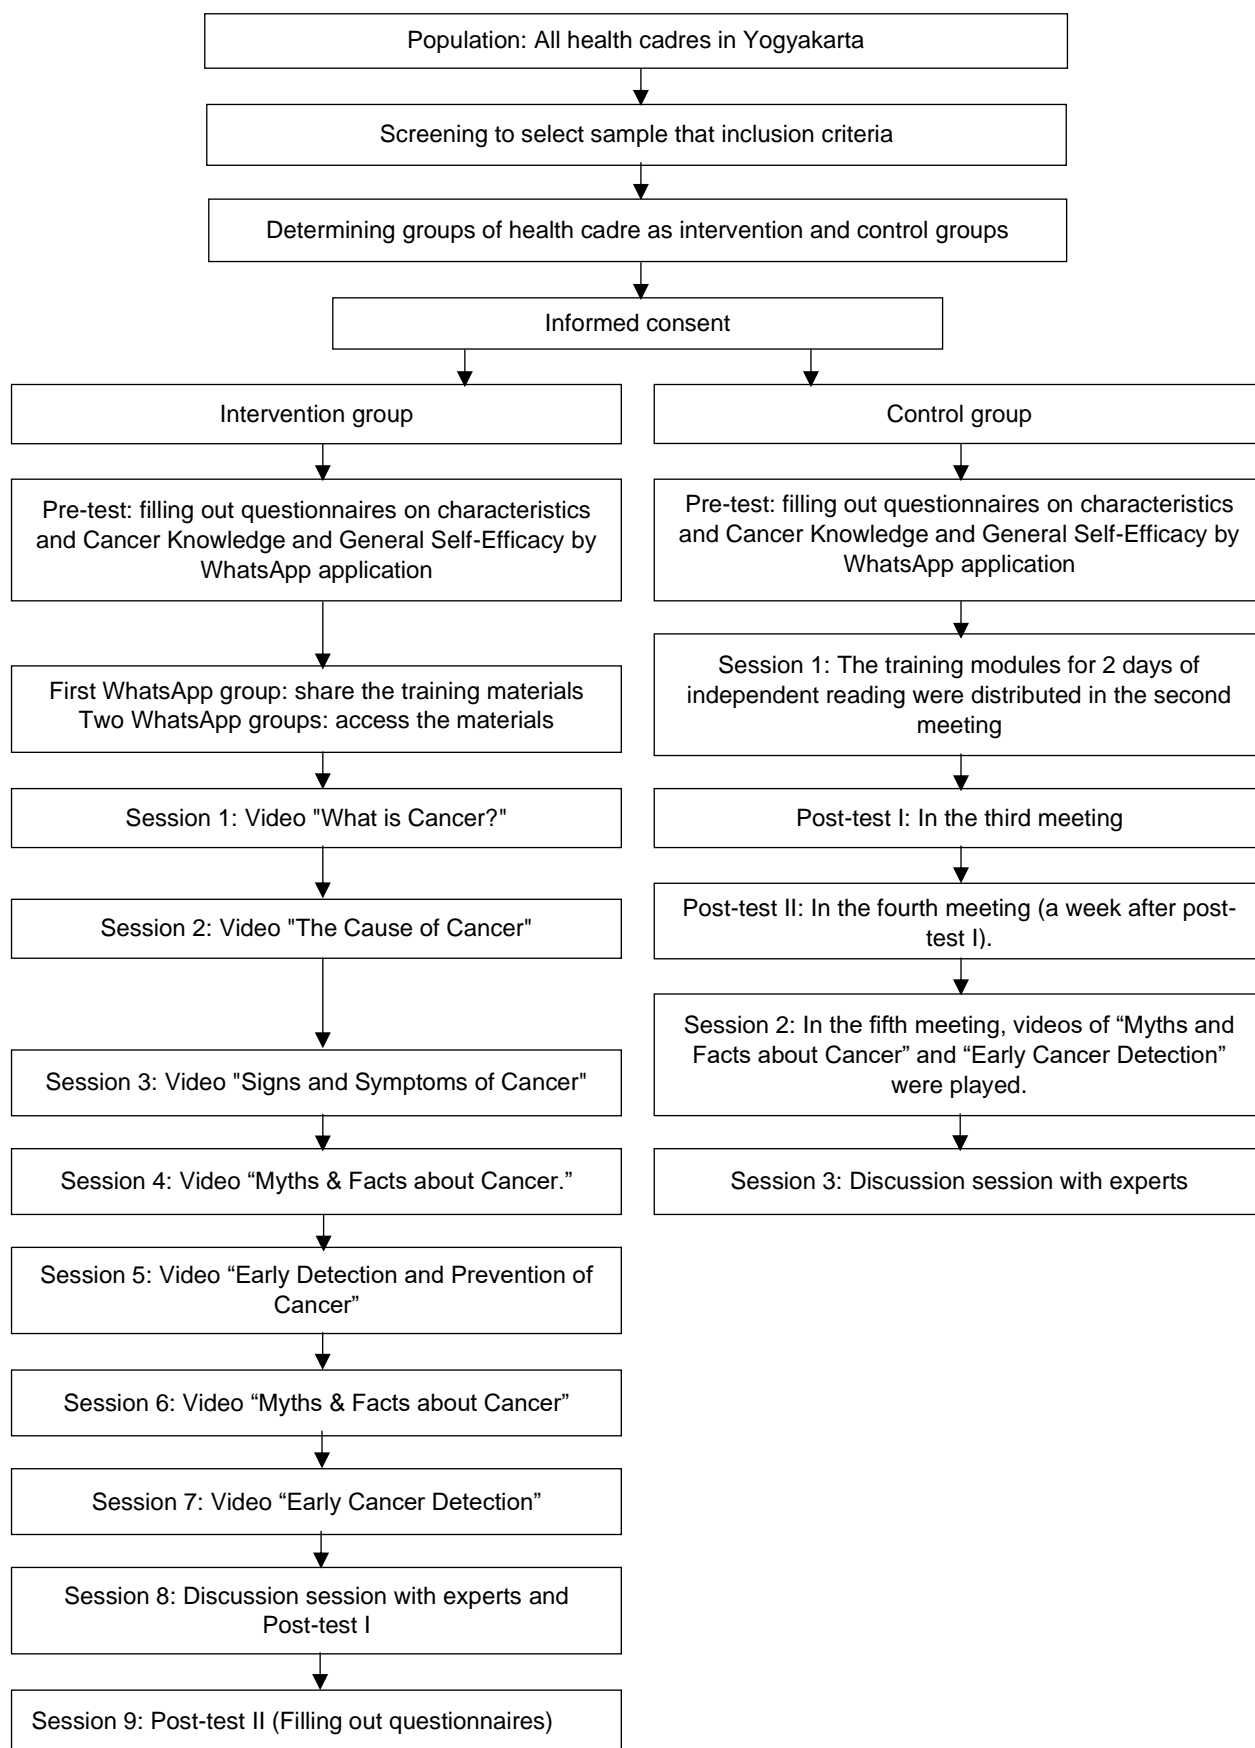 Population: All health cadres in Yogyakarta
Screening to select sample that inclusion criteria
Determining groups of health cadre as intervention and control groups
Informed consent
Intervention group
Pre-test: filling out questionnaires on characteristics
and Cancer Knowledge and General Self-Efficacy by
WhatsApp application
First WhatsApp group: share the training materials
Two WhatsApp groups: access the materials
Session 1: Video "What is Cancer?"
Session 2: Video "The Cause of Cancer"
Session 3: Video "Signs and Symptoms of Cancer"
Session 4: Video “Myths & Facts about Cancer.”
Session 5: Video “Early Detection and Prevention of
Cancer”
Session 6: Video “Myths & Facts about Cancer”
Session 7: Video “Early Cancer Detection”
Session 8: Discussion session with experts and
Post-test I
Session 9: Post-test II (Filling out questionnaires)
Control group
Pre-test: filling out questionnaires on characteristics
and Cancer Knowledge and General Self-Efficacy by
WhatsApp application
Session 1: The training modules for 2 days of
independent reading were distributed in the second
meeting
Post-test I: In the third meeting
Post-test II: In the fourth meeting (a week after post-
test I).
Session 2: In the fifth meeting, videos of “Myths and
Facts about Cancer” and “Early Cancer Detection”
were played.
Session 3: Discussion session with experts